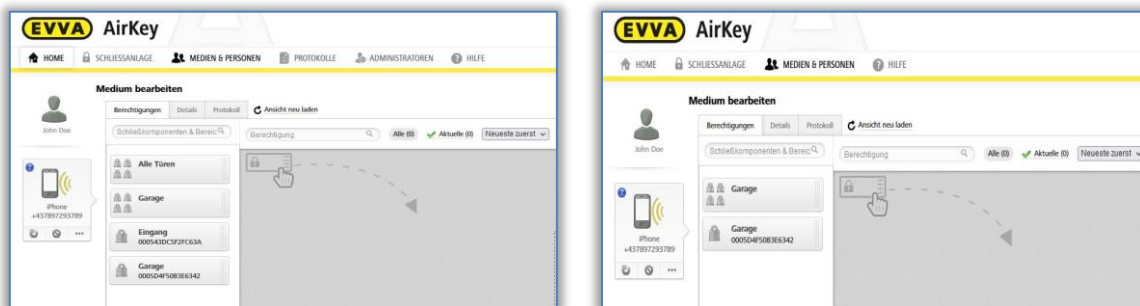 EVVA AirKey
HOME SCHLIESSANLAGE MEDIEN & PERSONEN PROTOKOLLE ADMINISTRATOREN HILFE
Medium bearbeiten
John Doe
Berechtigungen Details Protokoll Ansicht neu laden
Schließkomponenten & Bereic Berechtigung Alle (0) Aktuelle (0) Neueste zuerst
Alle Türen
Garage
Eingang
000543DC5F2FC63A
Garage
0005D4F50B3E6342
iPhone
+437897293789
EVVA AirKey
HOME SCHLIESSANLAGE MEDIEN & PERSONEN HILFE
Medium bearbeiten
John Doe
Berechtigungen Details Protokoll Ansicht neu laden
Schließkomponenten & Bereic Berechtigung Alle (0) Aktuelle (0) Neueste zuerst
Garage
Garage
0005D4F50B3E6342
iPhone
+437897293789